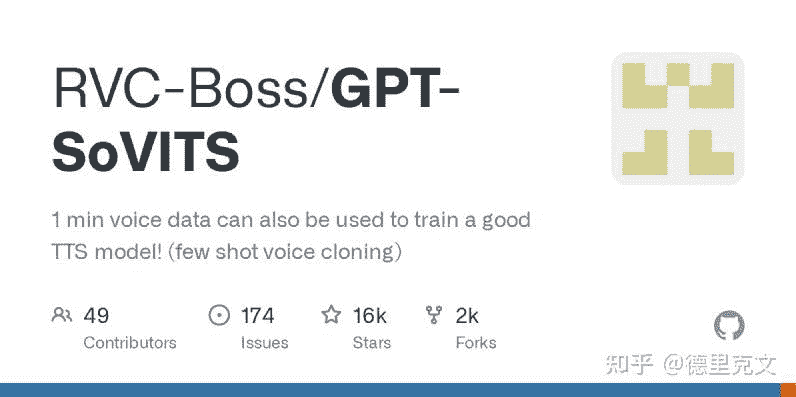 RVC-Boss/GPT-
SoVITS
1 min voice data can also be used to train a good
TTS model! (few shot voice cloning)
49 174 16k 2k
Contributors Issues Stars Forks
知乎 @德里克文